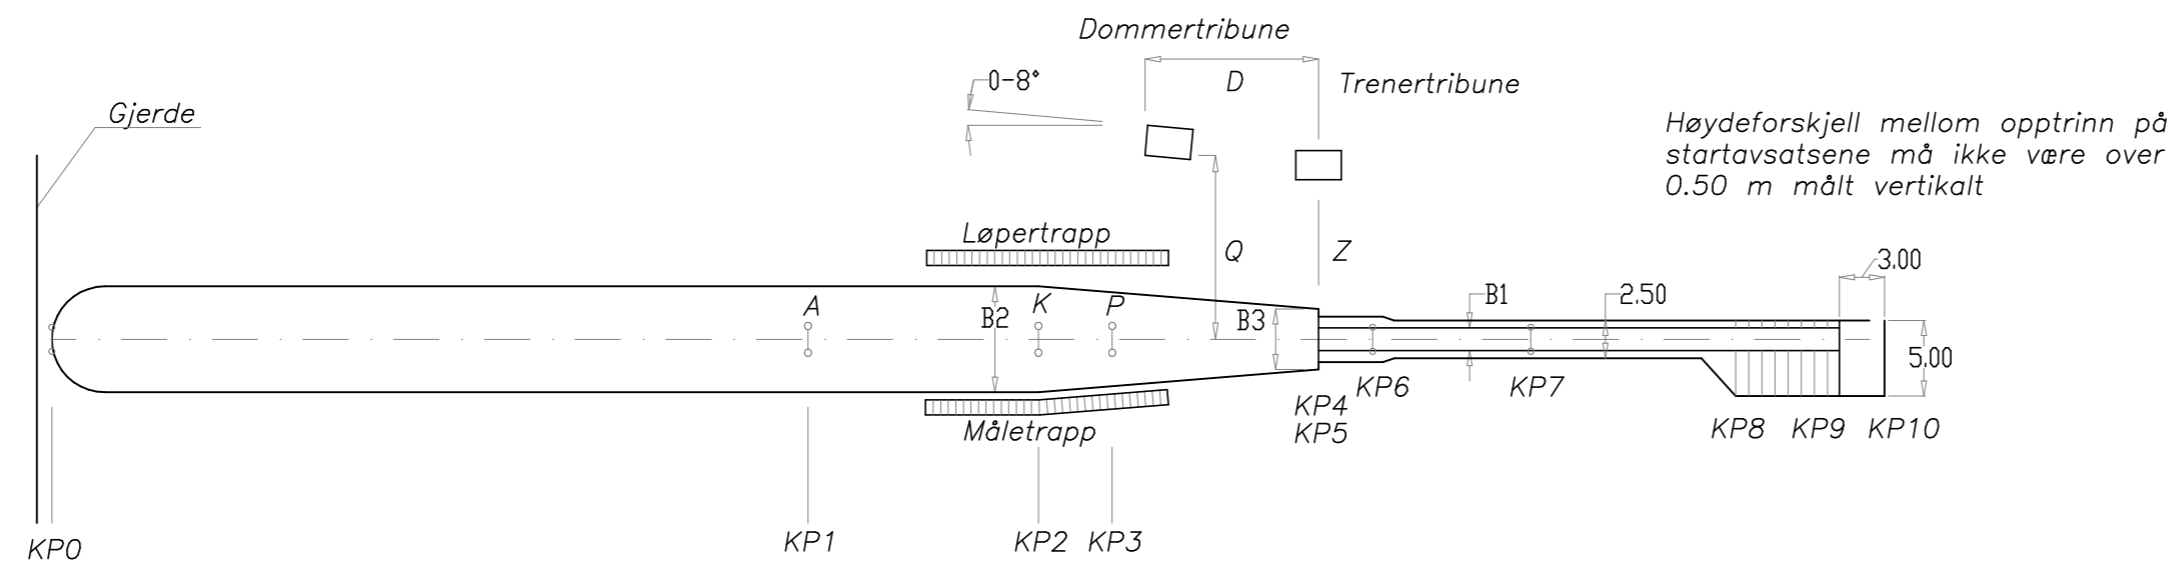 Dommertribune
0-8°
D
Trenertribune
Gjerde
Høydeforskjell mellom opptrinn på
startavsatsene må ikke være over
0.50 m målt vertikalt
Løpertrapp
Q
Z
3.00
A
B2
K
P
B3
B1
2.50
5.00
Måletrapp
KP4
KP5
KP6
KP7
KP8
KP9
KP10
KP0
KP1
KP2
KP3